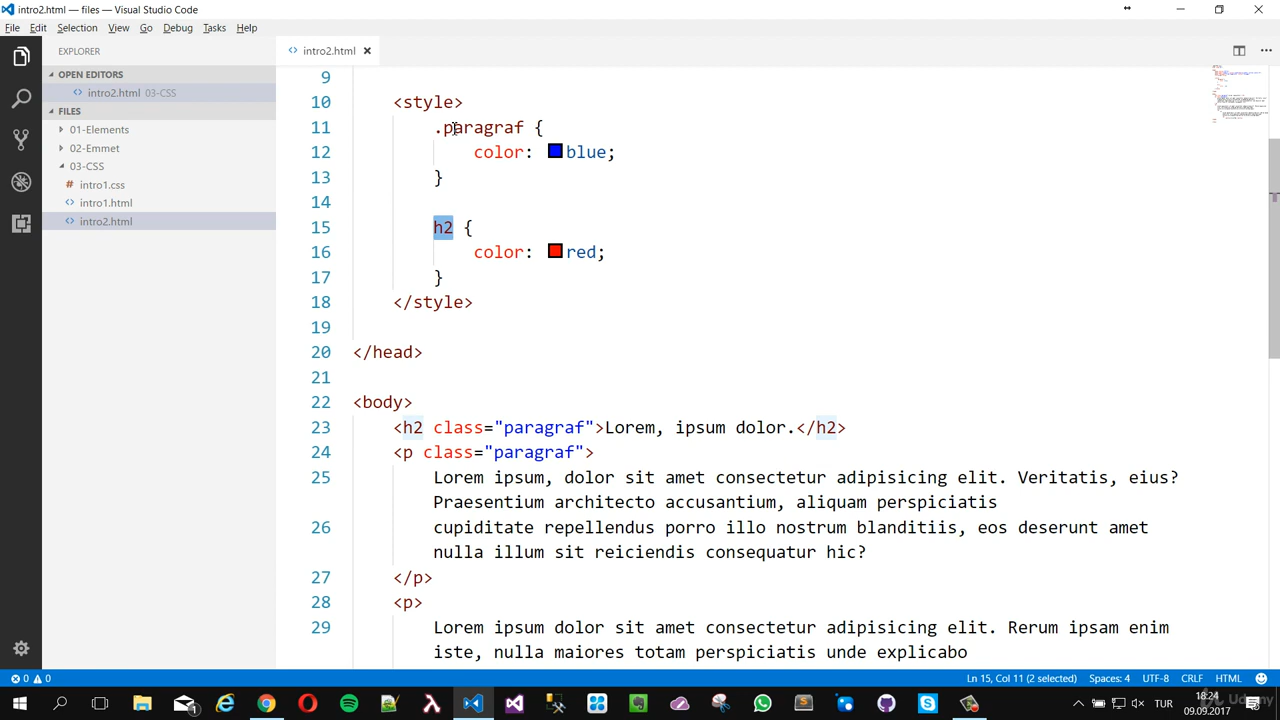 intro2.html — files — Visual Studio Code
File Edit Selection View Go Debug Tasks Help
EXPLORER
OPEN EDITORS
intro2.html 03-CSS
FILES
01-Elements
02-Emmet
03-CSS
intro1.css
intro1.html
intro2.html
intro2.html
9
10 <style>
11 .paragraf {
12 color: blue;
13 }
14
15 h2 {
16 color: red;
17 }
18 </style>
19
20 </head>
21
22 <body>
23 <h2 class="paragraf">Lorem, ipsum dolor.</h2>
24 <p class="paragraf">
25 Lorem ipsum, dolor sit amet consectetur adipisicing elit. Veritatis, eius?
Praesentium architecto accusantium, aliquam perspiciatis
26 cupiditate repellendus porro illo nostrum blanditiis, eos deserunt amet
nulla illum sit reiciendis consequatur hic?
27 </p>
28 <p>
29 Lorem ipsum dolor sit amet consectetur adipisicing elit. Rerum ipsam enim
iste, nulla maiores totam perspiciatis unde explicabo
0 0 Ln 15, Col 11 (2 selected) Spaces: 4 UTF-8 CRLF HTML
TUR 18:24
09.09.2017
Udemy